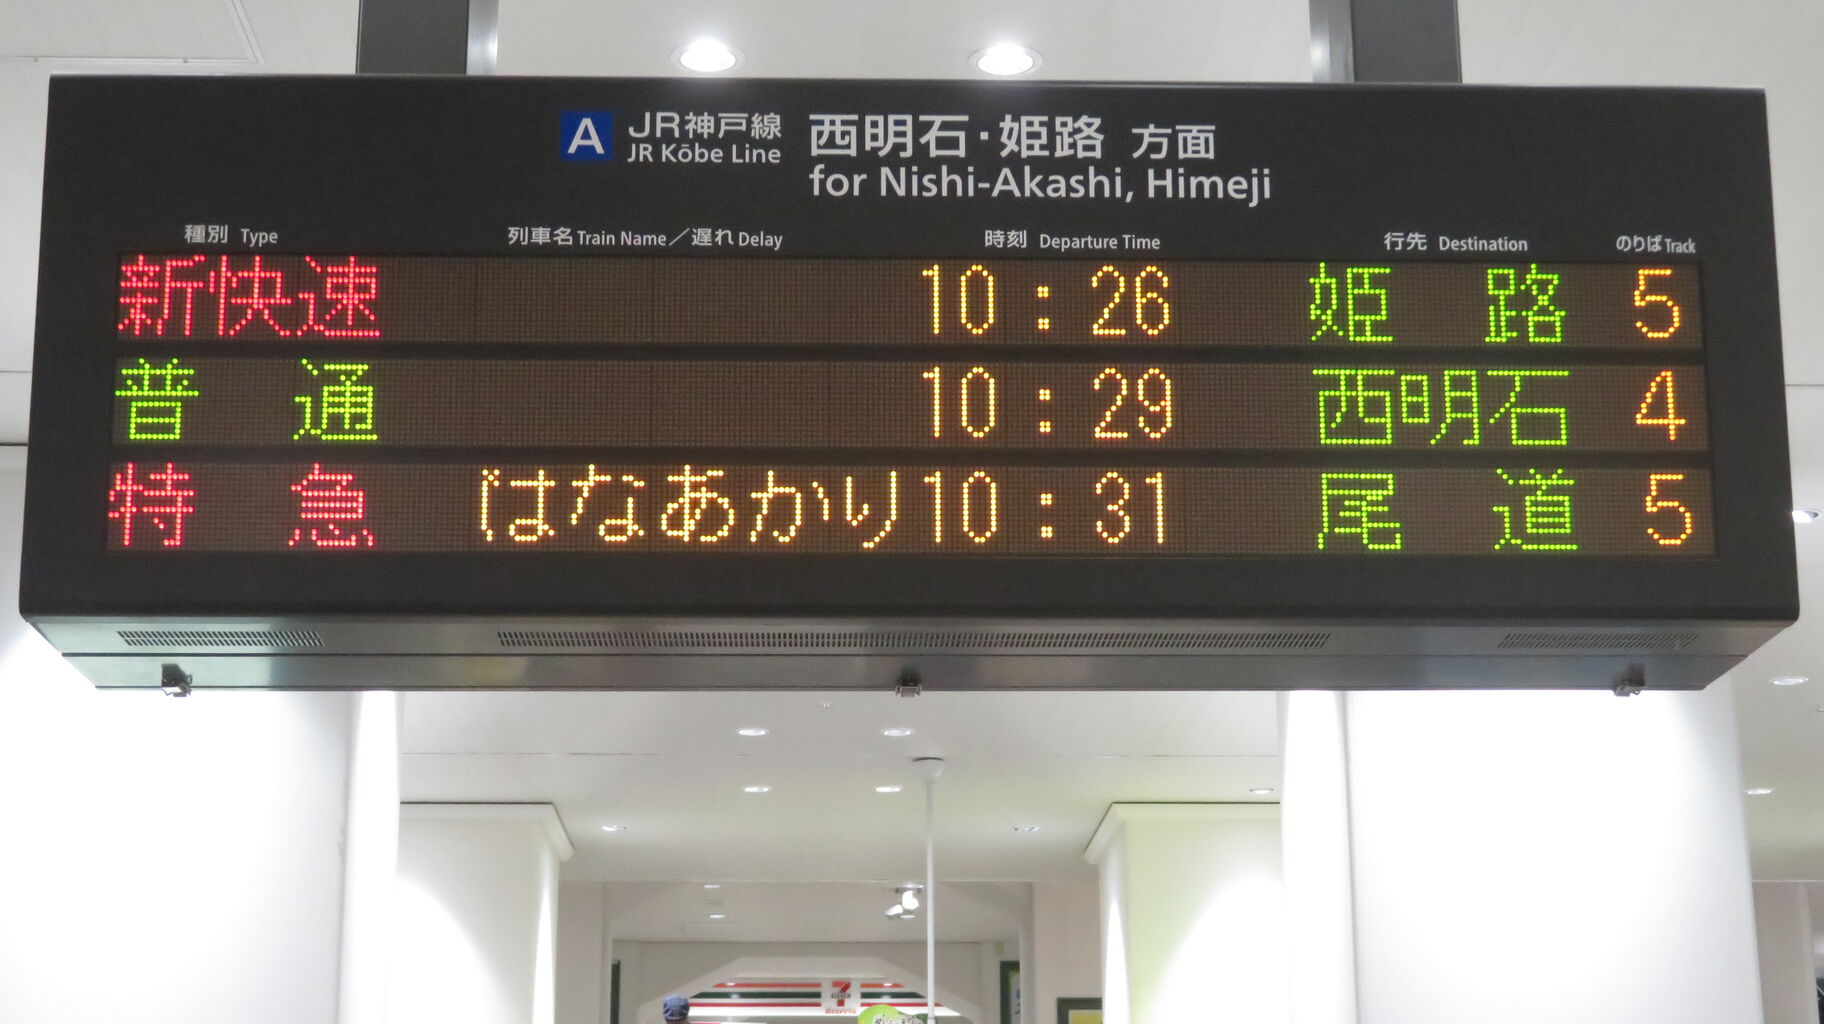 A JR神戸線 西明石・姫路 方面
JR Kōbe Line for Nishi-Akashi, Himeji
種別 Type 列車名 Train Name／遅れ Delay 時刻 Departure Time 行先 Destination のりば Track
新快速 10:26 姫路 5
普通 10:29 西明石 4
特急 はなあかり 10:31 尾道 5
7
ELEVEN